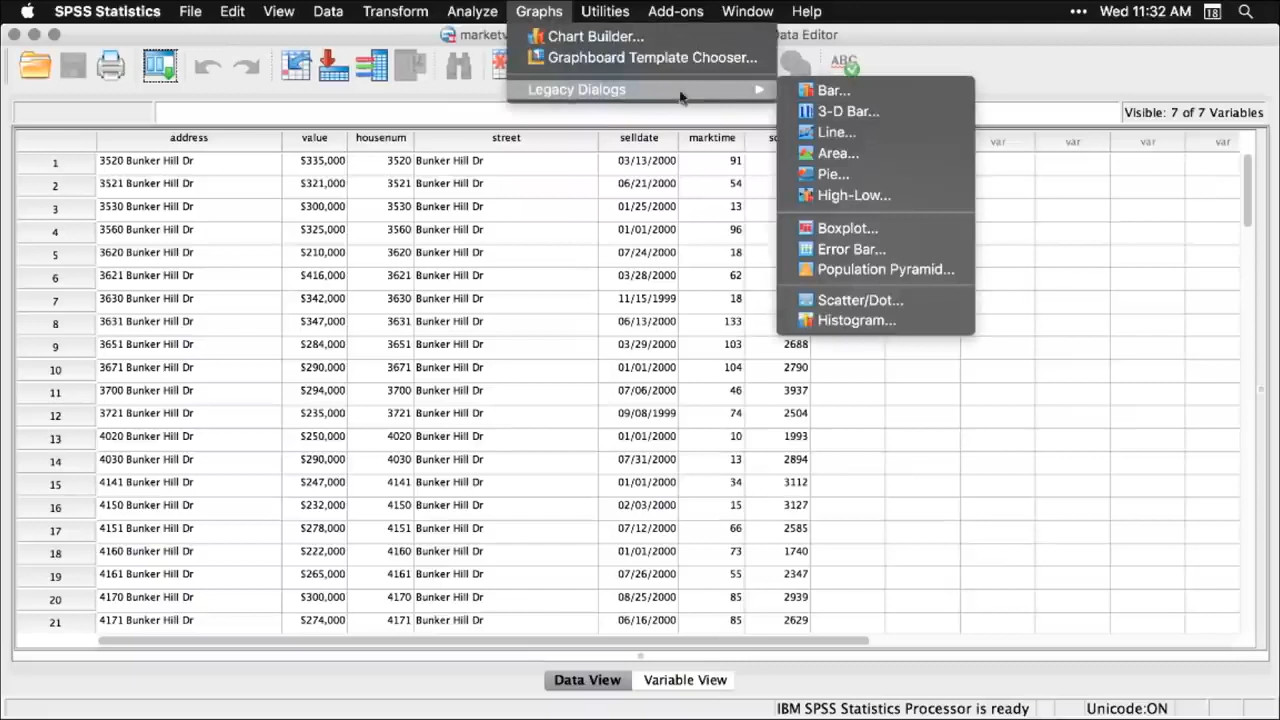 SPSS Statistics File Edit View Data Transform Analyze Graphs Utilities Add-ons Window Help ••• Wed 11:32 AM 18
Data Editor
Chart Builder...
Graphboard Template Chooser...
Legacy Dialogs
ABC
Bar...
3-D Bar...
Line...
Area...
Pie...
High-Low...
Boxplot...
Error Bar...
Population Pyramid...
Scatter/Dot...
Histogram...
Visible: 7 of 7 Variables
address value housenum street selldate marktime var var var var
1 3520 Bunker Hill Dr $335,000 3520 Bunker Hill Dr 03/13/2000 91
2 3521 Bunker Hill Dr $321,000 3521 Bunker Hill Dr 06/21/2000 54
3 3530 Bunker Hill Dr $300,000 3530 Bunker Hill Dr 01/25/2000 13
4 3560 Bunker Hill Dr $325,000 3560 Bunker Hill Dr 01/01/2000 96
5 3620 Bunker Hill Dr $210,000 3620 Bunker Hill Dr 07/24/2000 18
6 3621 Bunker Hill Dr $416,000 3621 Bunker Hill Dr 03/28/2000 62
7 3630 Bunker Hill Dr $342,000 3630 Bunker Hill Dr 11/15/1999 18
8 3631 Bunker Hill Dr $347,000 3631 Bunker Hill Dr 06/13/2000 133
9 3651 Bunker Hill Dr $284,000 3651 Bunker Hill Dr 03/29/2000 103 2688
10 3671 Bunker Hill Dr $290,000 3671 Bunker Hill Dr 01/01/2000 104 2790
11 3700 Bunker Hill Dr $294,000 3700 Bunker Hill Dr 07/06/2000 46 3937
12 3721 Bunker Hill Dr $235,000 3721 Bunker Hill Dr 09/08/1999 74 2504
13 4020 Bunker Hill Dr $250,000 4020 Bunker Hill Dr 01/01/2000 10 1993
14 4030 Bunker Hill Dr $290,000 4030 Bunker Hill Dr 07/31/2000 13 2894
15 4141 Bunker Hill Dr $247,000 4141 Bunker Hill Dr 01/01/2000 34 3112
16 4150 Bunker Hill Dr $232,000 4150 Bunker Hill Dr 02/03/2000 15 3127
17 4151 Bunker Hill Dr $278,000 4151 Bunker Hill Dr 07/12/2000 66 2585
18 4160 Bunker Hill Dr $222,000 4160 Bunker Hill Dr 01/01/2000 73 1740
19 4161 Bunker Hill Dr $265,000 4161 Bunker Hill Dr 07/26/2000 55 2347
20 4170 Bunker Hill Dr $300,000 4170 Bunker Hill Dr 08/25/2000 85 2939
21 4171 Bunker Hill Dr $274,000 4171 Bunker Hill Dr 06/16/2000 85 2629
Data View Variable View
IBM SPSS Statistics Processor is ready Unicode:ON